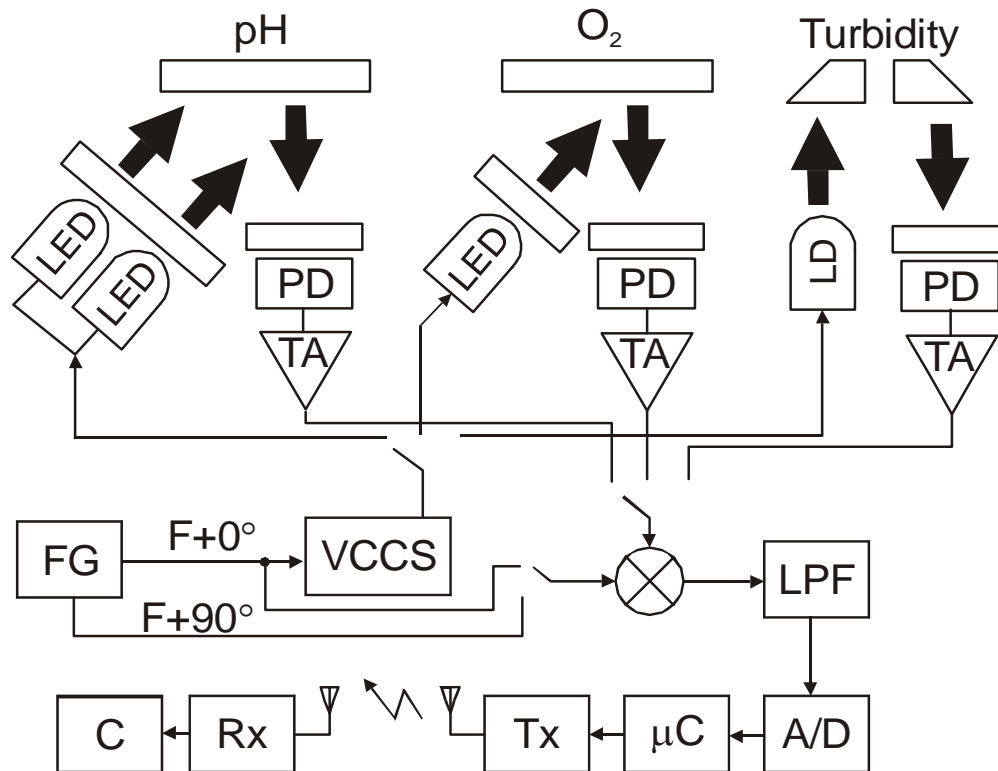 pH
O₂
Turbidity
LED
LED
PD
TA
LED
PD
TA
LD
PD
TA
FG
F+0°
F+90°
VCCS
LPF
C
Rx
Tx
μC
A/D